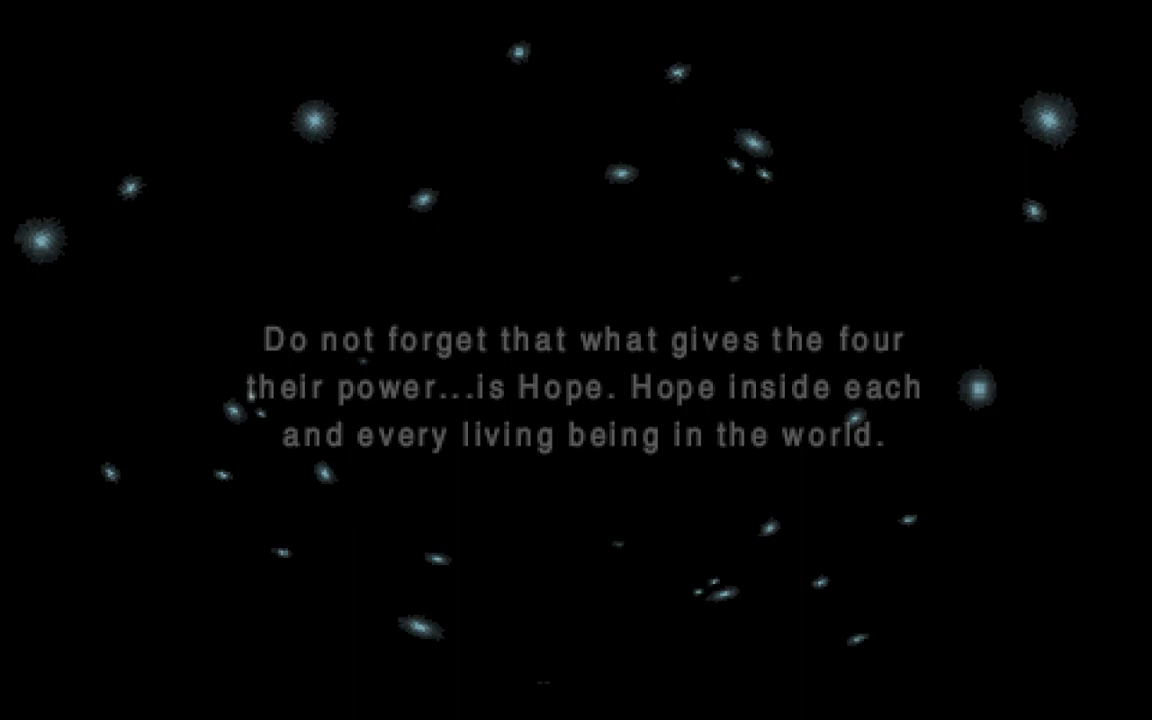 Do not forget that what gives the four
their power...is Hope. Hope inside each
and every living being in the world.